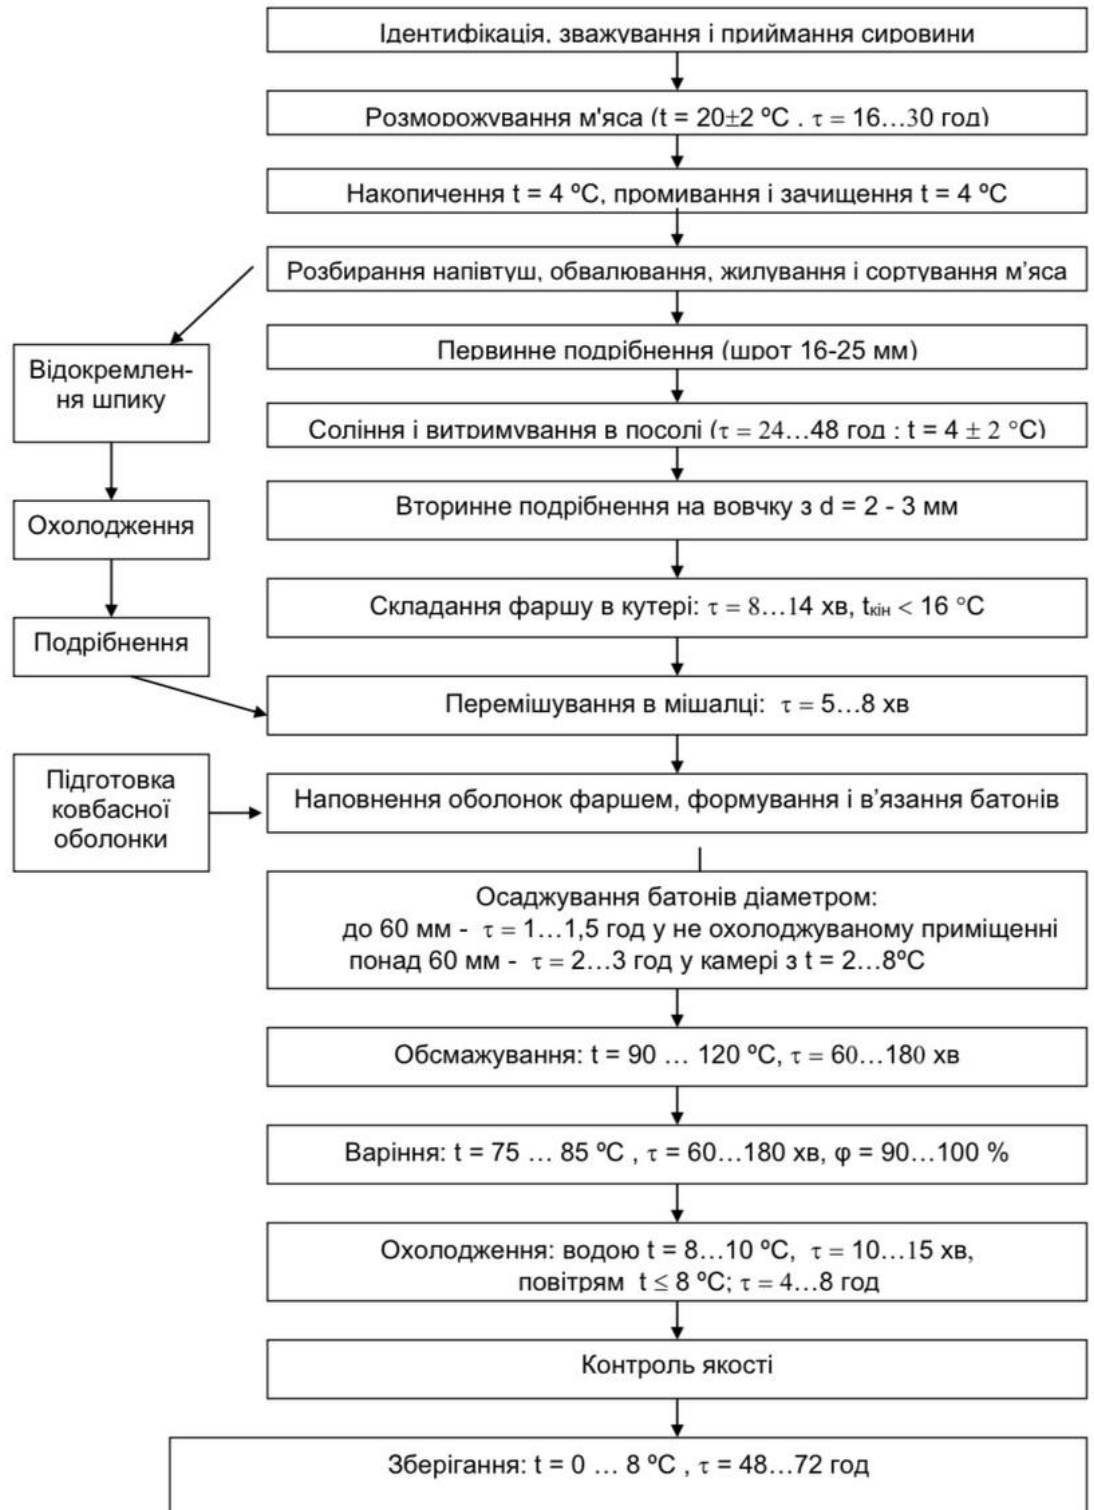 Ідентифікація, зважування і приймання сировини
Розморожування м'яса (t = 20±2 ºС . τ = 16…30 год)
Накопичення t = 4 ºС, промивання і зачищення t = 4 ºС
Розбирання напівтуш, обвалювання, жилування і сортування м’яса
Первинне подрібнення (шрот 16-25 мм)
Відокремлен-
ня шпику
Соління і витримування в посолі (τ = 24…48 год ; t = 4 ± 2 °С)
Вторинне подрібнення на вовчку з d = 2 - 3 мм
Охолодження
Складання фаршу в кутері: τ = 8…14 хв, tкін < 16 °С
Подрібнення
Перемішування в мішалці: τ = 5…8 хв
Підготовка
ковбасної
оболонки
Наповнення оболонок фаршем, формування і в’язання батонів
Осаджування батонів діаметром:
до 60 мм - τ = 1…1,5 год у не охолоджуваному приміщенні
понад 60 мм - τ = 2…3 год у камері з t = 2…8ºС
Обсмажування: t = 90 … 120 ºС, τ = 60…180 хв
Варіння: t = 75 … 85 ºС , τ = 60…180 хв, φ = 90…100 %
Охолодження: водою t = 8…10 ºС, τ = 10…15 хв,
повітрям t ≤ 8 ºС; τ = 4…8 год
Контроль якості
Зберігання: t = 0 … 8 ºС , τ = 48…72 год